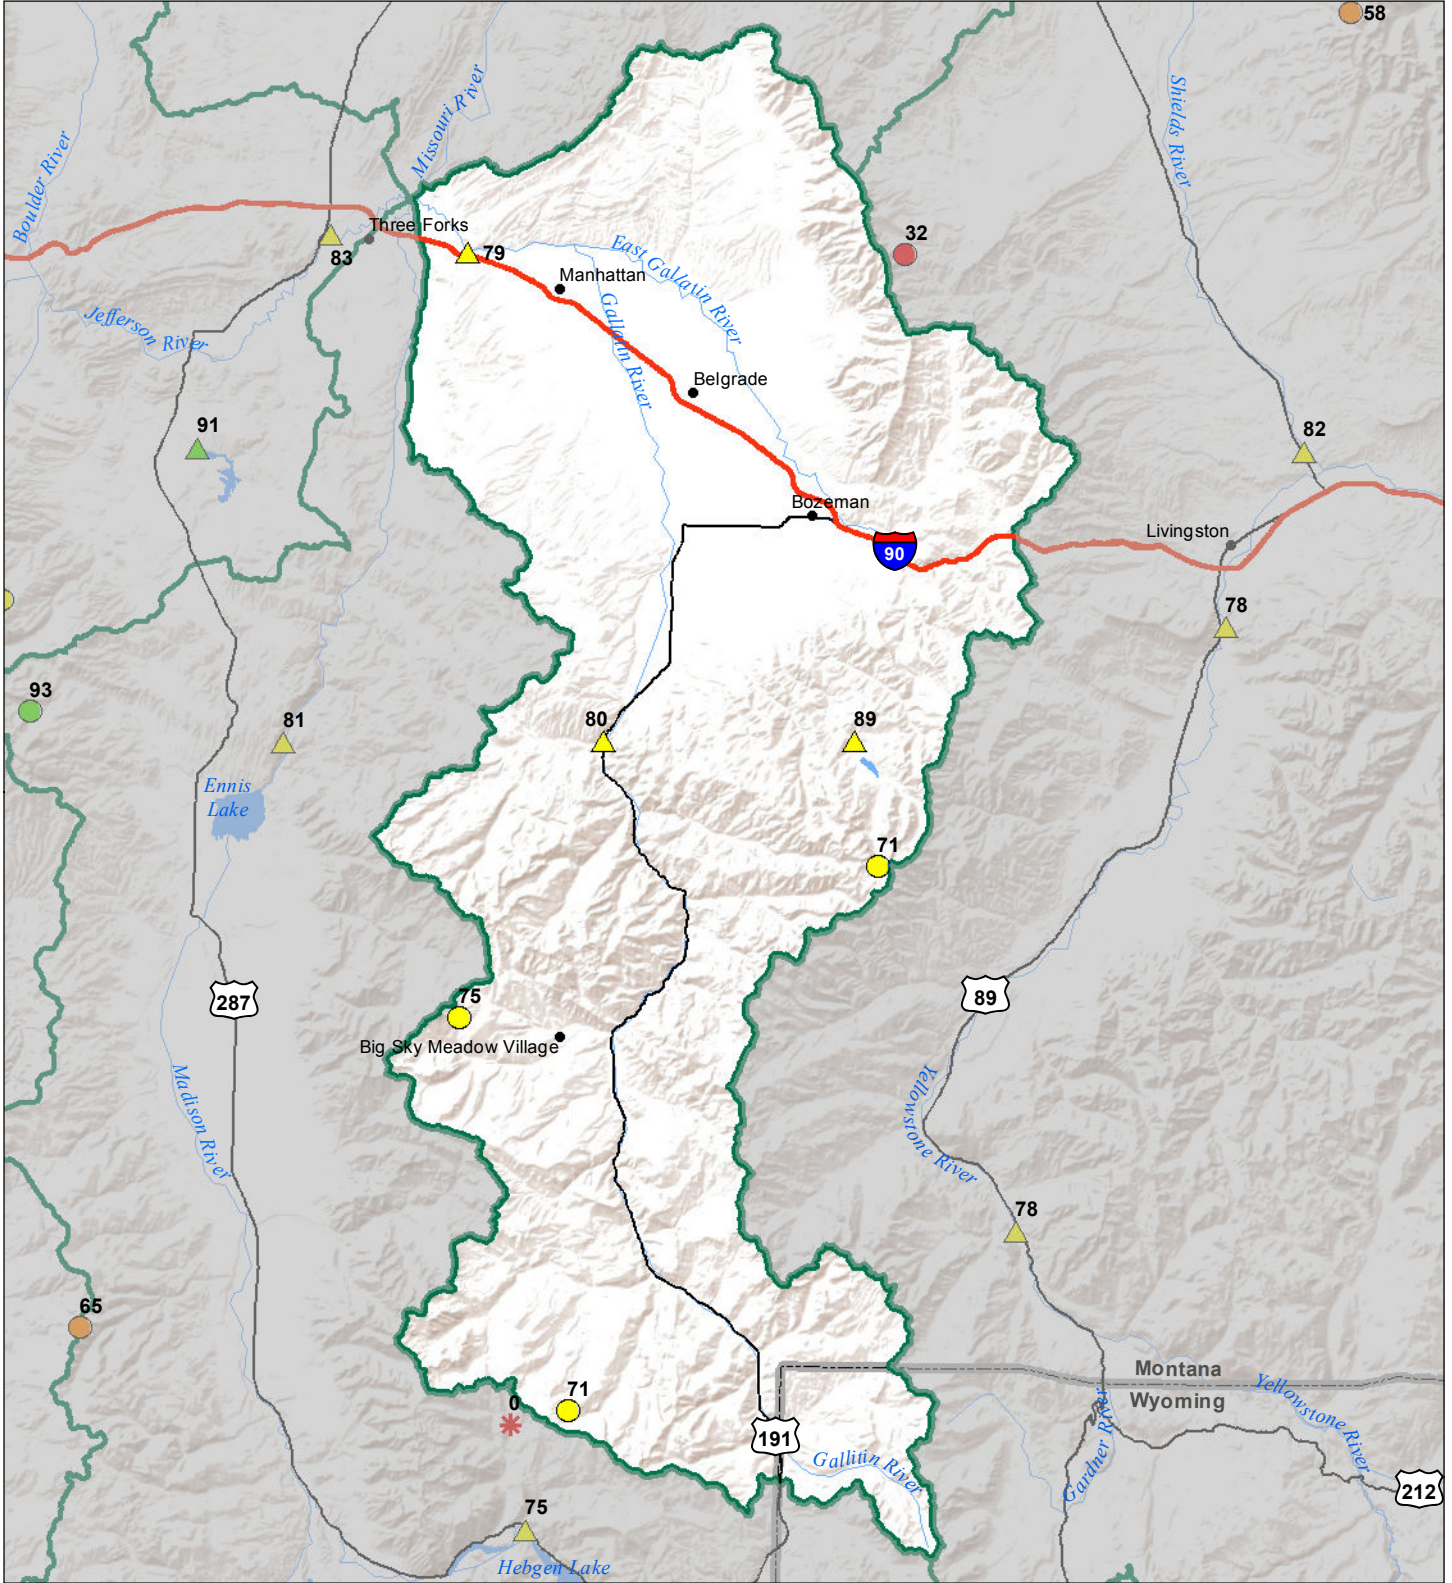 58
Missouri River
Shields River
Boulder River
Three Forks
83
79
East Gallatin River
32
Manhattan
Gallatin River
Jefferson River
Belgrade
91
82
Bozeman
90
Livingston
78
93
81
80
89
Ennis
Lake
71
75
287
89
Big Sky Meadow Village
Madison River
Yellowstone River
78
65
Montana
Wyoming
71
0
Yellowstone River
Gardner River
191
Gallitin River
212
75
Hebgen Lake